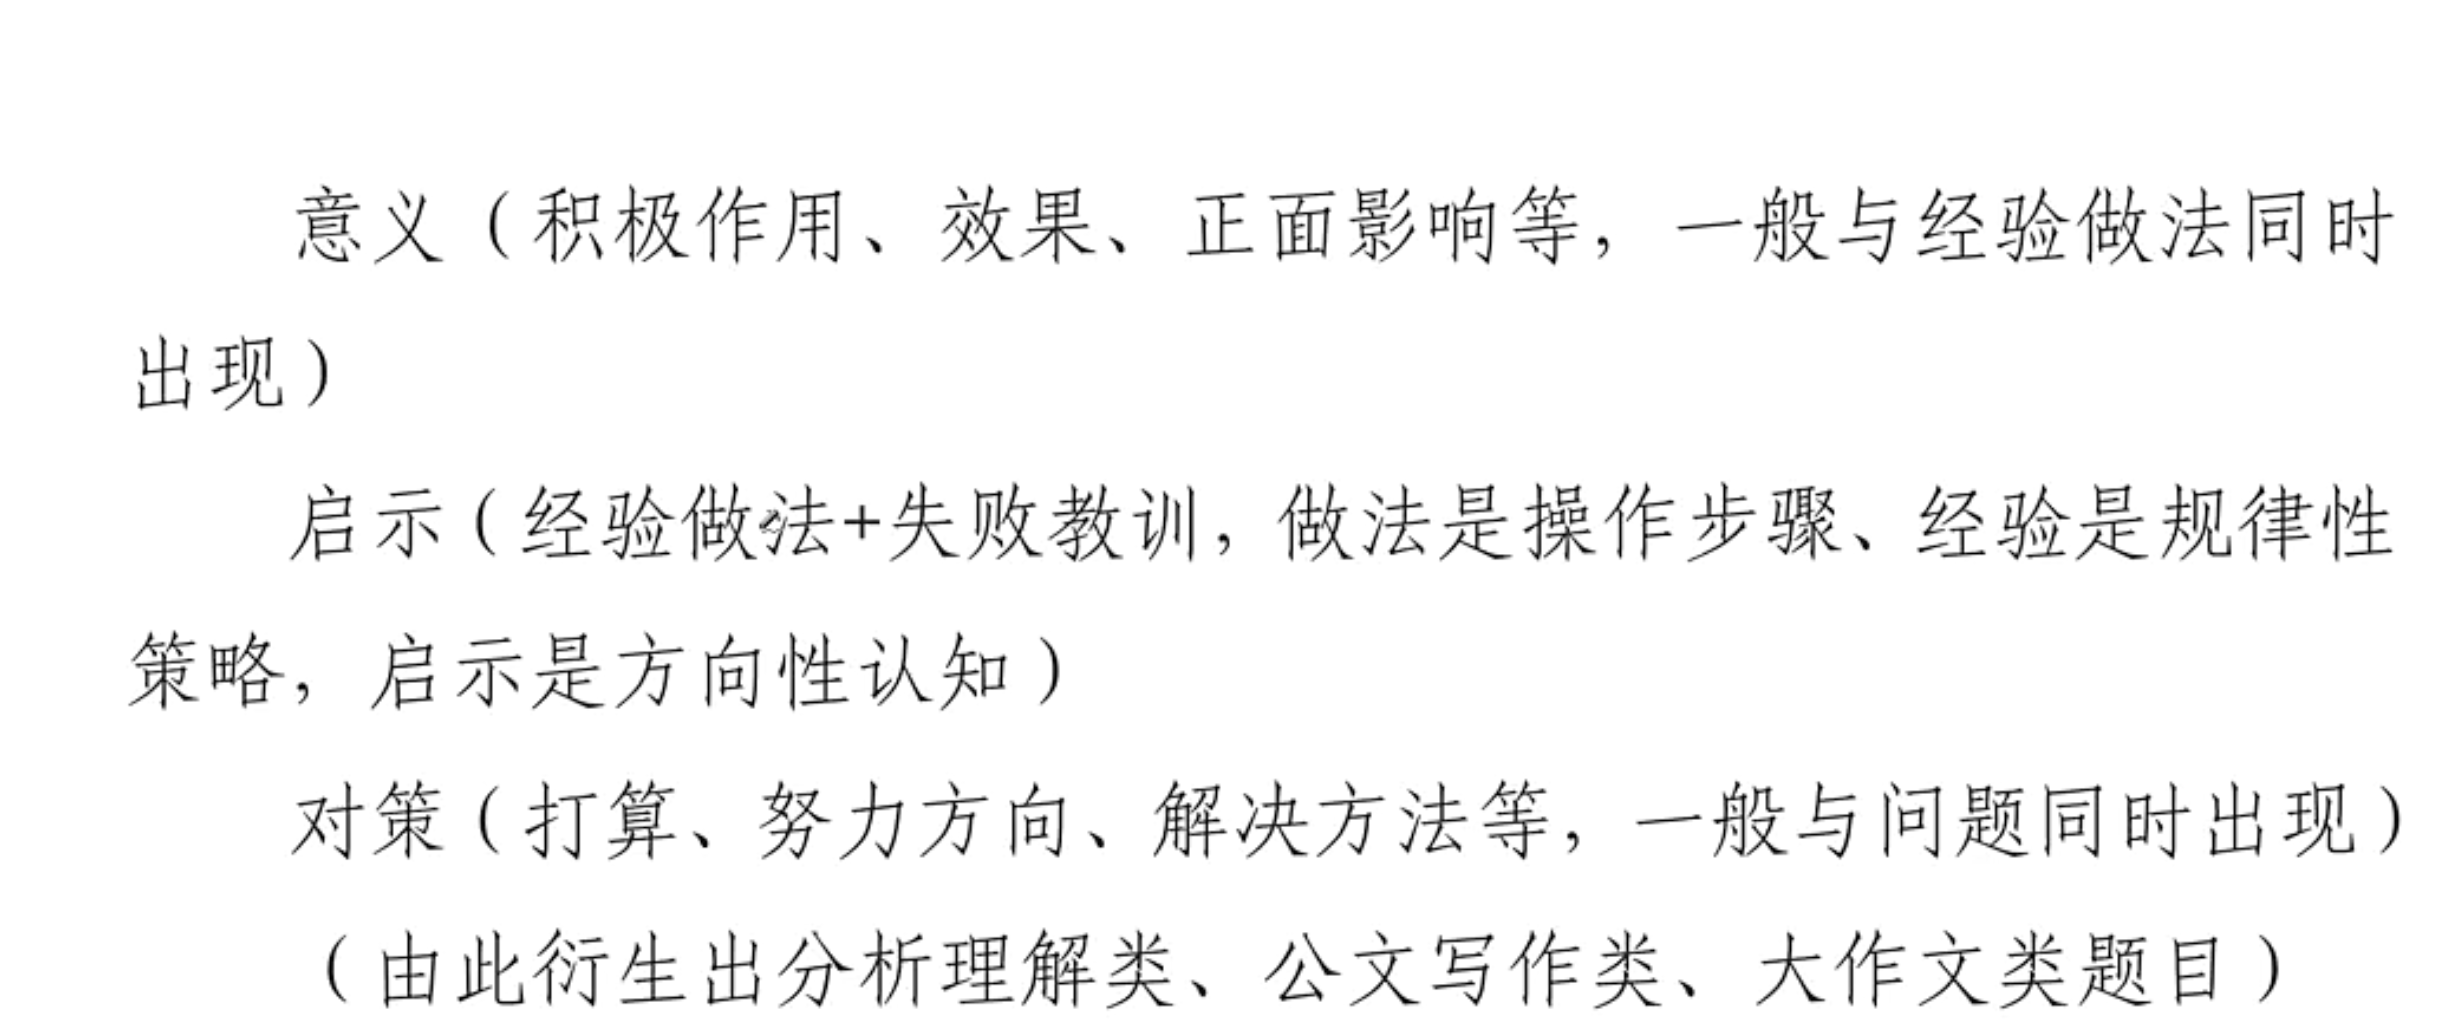 意义（积极作用、效果、正面影响等，一般与经验做法同时
出现）
启示（经验做法+失败教训，做法是操作步骤、经验是规律性
策略，启示是方向性认知）
对策（打算、努力方向、解决方法等，一般与问题同时出现）
（由此衍生出分析理解类、公文写作类、大作文类题目）